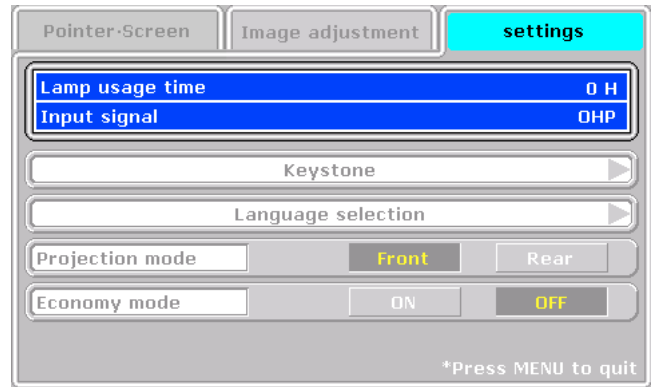 Pointer·Screen Image adjustment settings
Lamp usage time 0 H
Input signal OHP
Keystone
Language selection
Projection mode Front Rear
Economy mode ON OFF
*Press MENU to quit